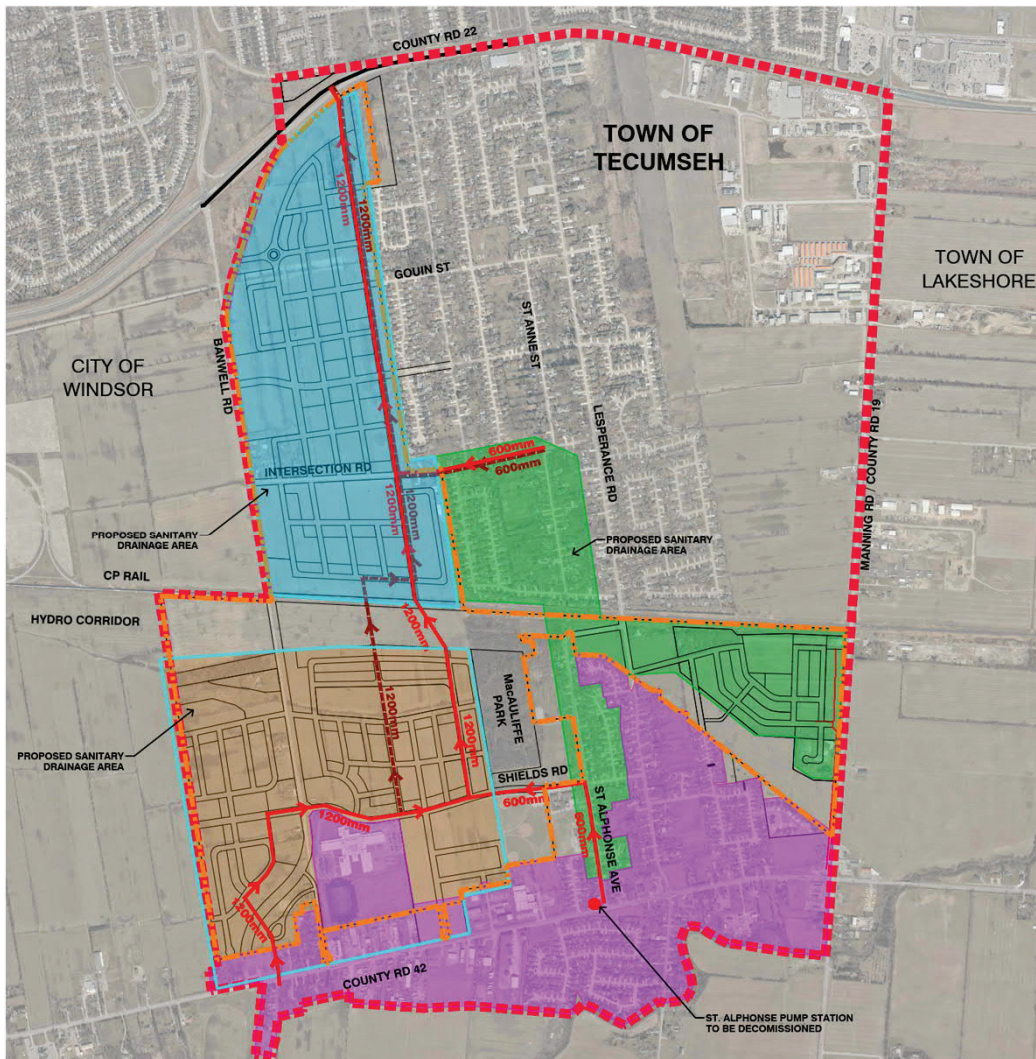 COUNTY RD 22
TOWN OF
TECUMSEH
TOWN OF
LAKESHORE
1200mm
1200mm
GOUIN ST
ST ANNE ST
CITY OF
WINDSOR
BANWELL RD
LESPERANCE RD
MANNING RD / COUNTY RD 19
600mm
600mm
INTERSECTION RD
1200mm
1200mm
PROPOSED SANITARY
DRAINAGE AREA
PROPOSED SANITARY
DRAINAGE AREA
CP RAIL
HYDRO CORRIDOR
1200mm
MacAULIFFE
PARK
1200mm
1200mm
PROPOSED SANITARY
DRAINAGE AREA
SHIELDS RD
600mm
1200mm
600mm
ST ALPHONSE AVE
1200mm
COUNTY RD 42
ST. ALPHONSE PUMP STATION
TO BE DECOMISSIONED